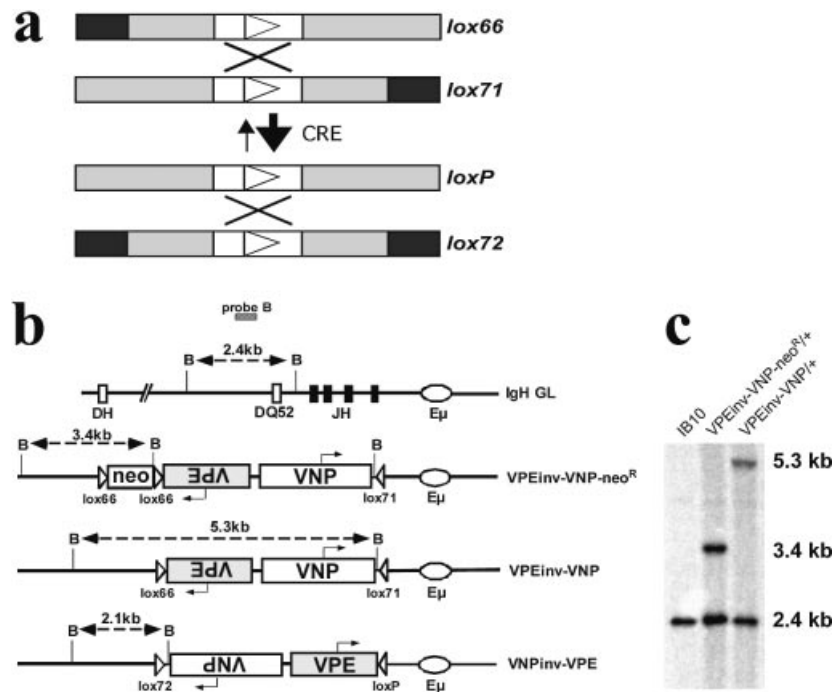 a
lox66
lox71
CRE
loxP
lox72
b
probe B
B 2.4kb B
IgH GL
DH DQ52 JH Eμ
3.4kb
B B B
neo VPE VNP
VPEinv-VNP-neoR
lox66 lox66 lox71 Eμ
5.3kb
B B
VPE VNP
VPEinv-VNP
lox66 lox71 Eμ
2.1kb
B B
VNP VPE
VNPinv-VPE
lox72 loxP Eμ
c
IB10
VPEinv-VNP-neoR/+
VPEinv-VNP/+
5.3 kb
3.4 kb
2.4 kb